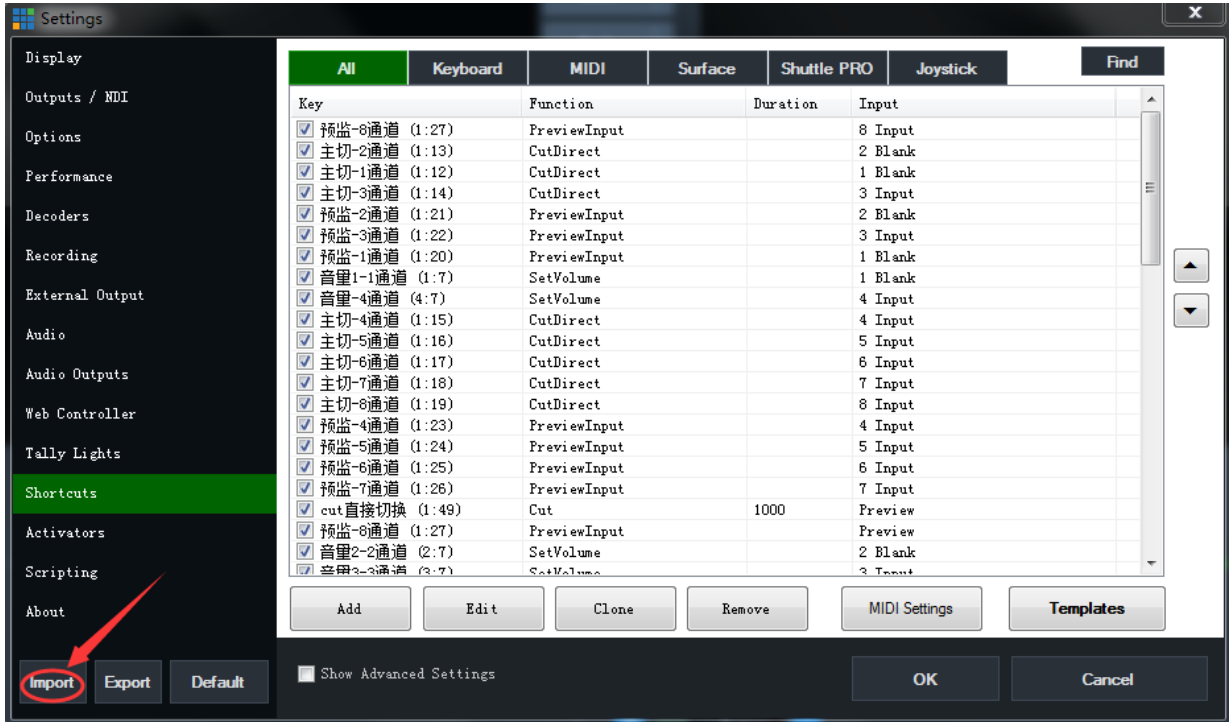 Settings
x
Display
Outputs / NDI
Options
Performance
Decoders
Recording
External Output
Audio
Audio Outputs
Web Controller
Tally Lights
Shortcuts
Activators
Scripting
About
Import Export Default
All Keyboard MIDI Surface Shuttle PRO Joystick Find
Key Function Duration Input
预监-8通道 (1:27) PreviewInput 8 Input
主切-2通道 (1:13) CutDirect 2 Blank
主切-1通道 (1:12) CutDirect 1 Blank
主切-3通道 (1:14) CutDirect 3 Input
预监-2通道 (1:21) PreviewInput 2 Blank
预监-3通道 (1:22) PreviewInput 3 Input
预监-1通道 (1:20) PreviewInput 1 Blank
音量1-1通道 (1:7) SetVolume 1 Blank
音量-4通道 (4:7) SetVolume 4 Input
主切-4通道 (1:15) CutDirect 4 Input
主切-5通道 (1:16) CutDirect 5 Input
主切-6通道 (1:17) CutDirect 6 Input
主切-7通道 (1:18) CutDirect 7 Input
主切-8通道 (1:19) CutDirect 8 Input
预监-4通道 (1:23) PreviewInput 4 Input
预监-5通道 (1:24) PreviewInput 5 Input
预监-6通道 (1:25) PreviewInput 6 Input
预监-7通道 (1:26) PreviewInput 7 Input
cut直接切换 (1:49) Cut 1000 Preview
预监-8通道 (1:27) PreviewInput Preview
音量2-2通道 (2:7) SetVolume 2 Blank
音量3-3通道 (3:7) SetVolume 3 Input
Add Edit Clone Remove MIDI Settings Templates
Show Advanced Settings
OK Cancel